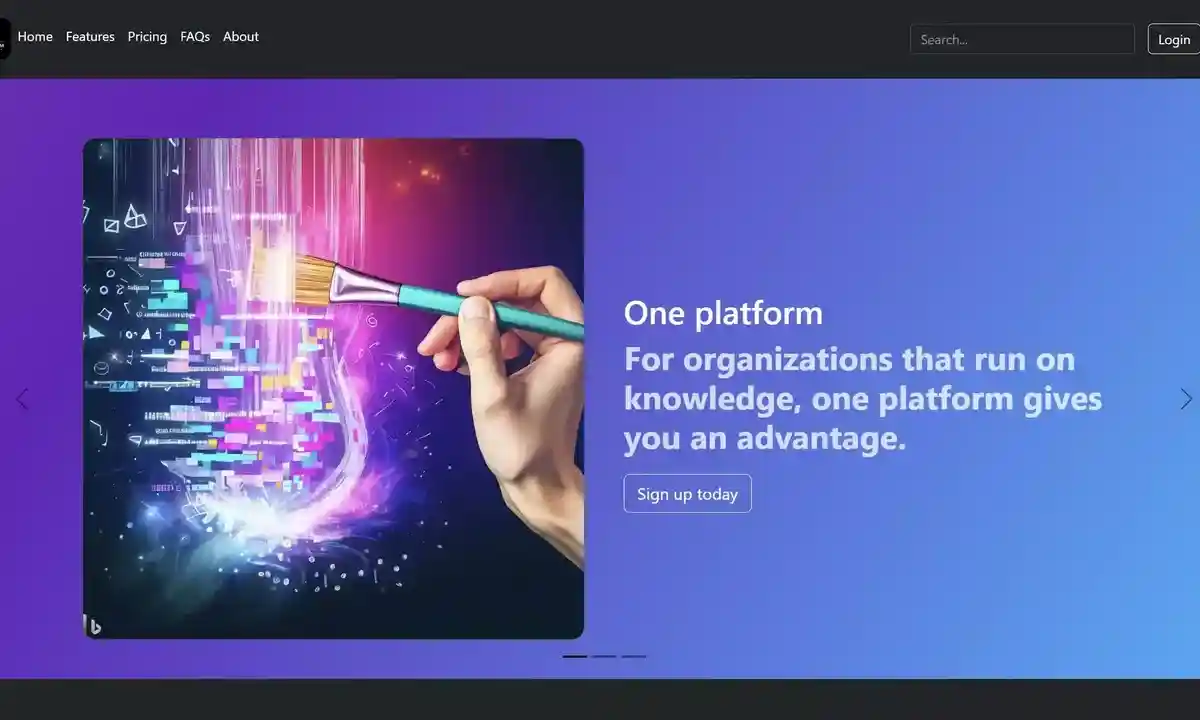 Home Features Pricing FAQs About
Search...
Login
One platform
For organizations that run on
knowledge, one platform gives
you an advantage.
Sign up today